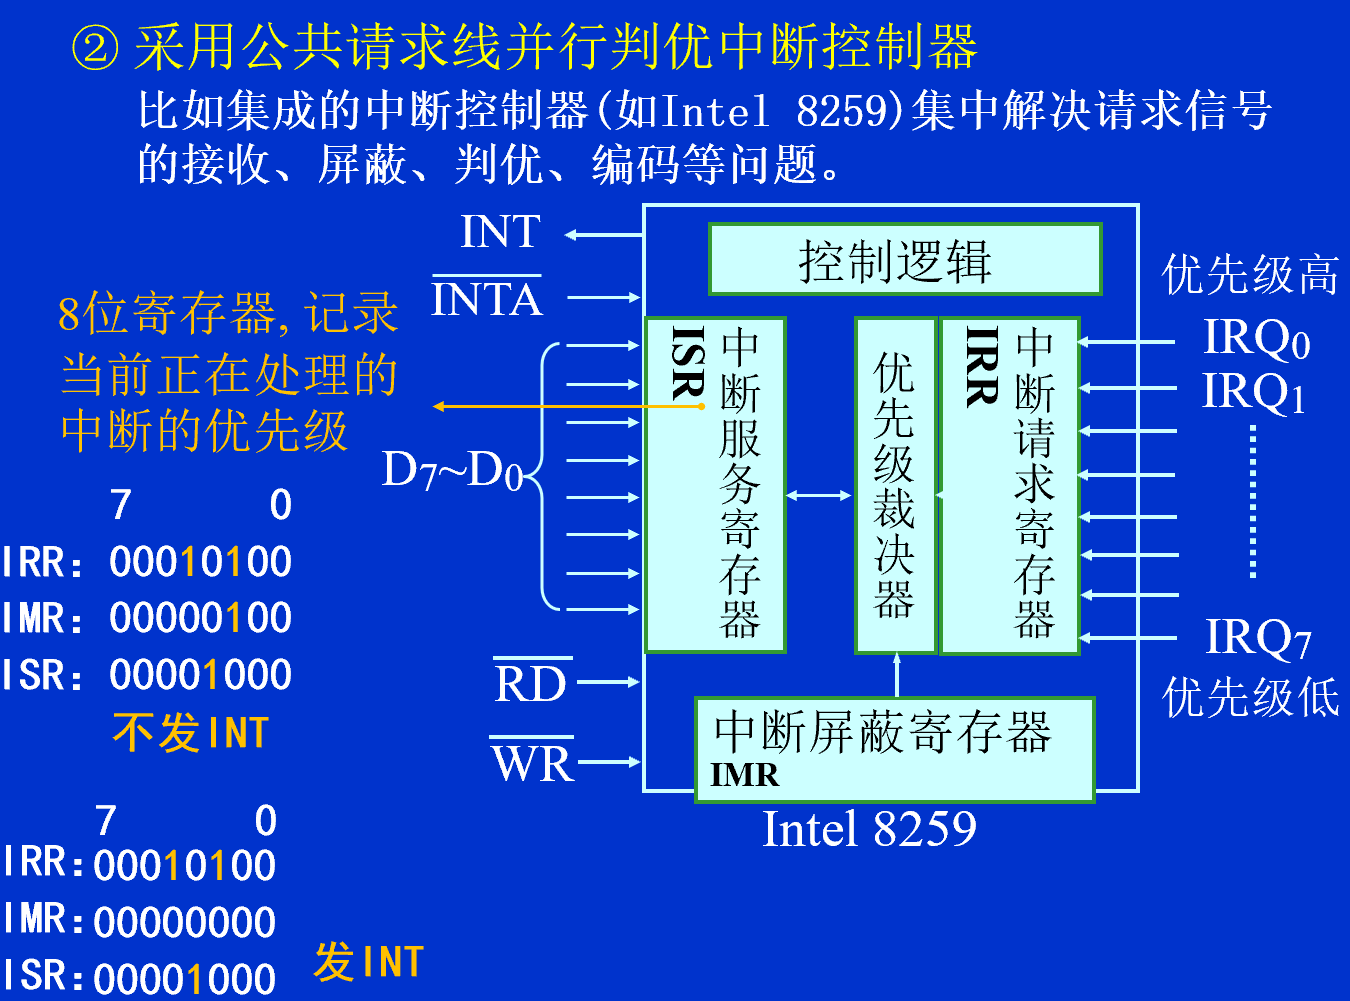 ② 采用公共请求线并行判优中断控制器
比如集成的中断控制器(如Intel 8259)集中解决请求信号
的接收、屏蔽、判优、编码等问题。
INT
INTA
8位寄存器, 记录
当前正在处理的
中断的优先级
D7~D0
RD
WR
控制逻辑
ISR
中断服务寄存器
优先级裁决器
IRR
中断请求寄存器
中断屏蔽寄存器
IMR
Intel 8259
优先级高
IRQ0
IRQ1
IRQ7
优先级低
7 0
IRR: 00010100
IMR: 00000100
ISR: 00001000
不发INT
7 0
IRR:00010100
IMR:00000000
ISR:00001000
发INT